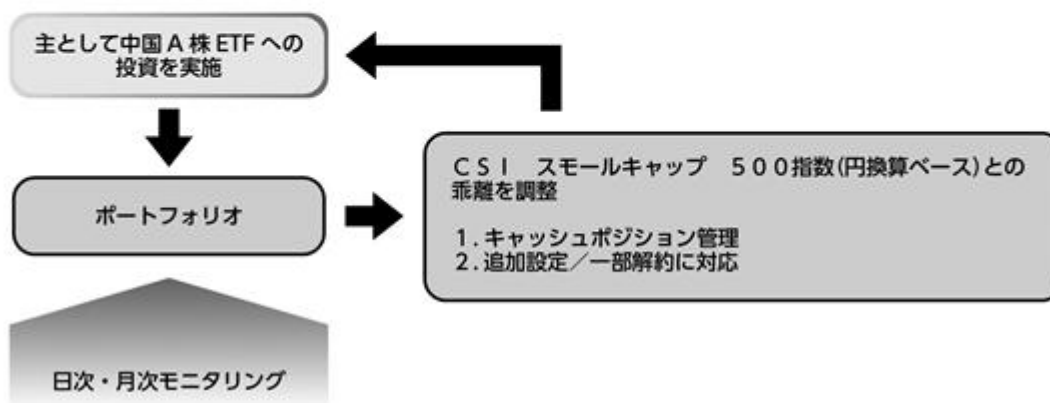 主として中国A株ETFへの
投資を実施
ポートフォリオ
CSI　スモールキャップ　500指数(円換算ベース)との
乖離を調整
1.キャッシュポジション管理
2.追加設定／一部解約に対応
日次・月次モニタリング